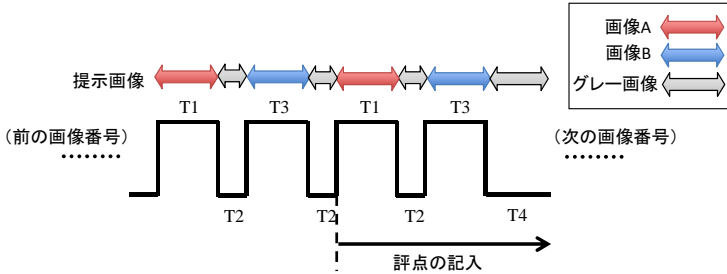 画像A
画像B
グレー画像
提示画像
T1
T3
T1
T3
(前の画像番号)
(次の画像番号)
T2
T2
T2
T4
評点の記入